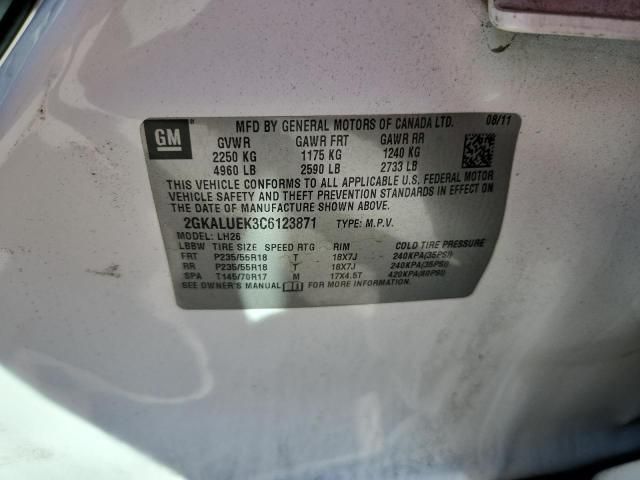 GM
MFD BY GENERAL MOTORS OF CANADA LTD. 08/11
GVWR GAWR FRT GAWR RR
2250 KG 1175 KG 1240 KG
4960 LB 2590 LB 2733 LB
THIS VEHICLE CONFORMS TO ALL APPLICABLE U.S. FEDERAL MOTOR
VEHICLE SAFETY AND THEFT PREVENTION STANDARDS IN EFFECT ON
THE DATE OF MANUFACTURE SHOWN ABOVE.
2GKALUEK3C6123871 TYPE: M.P.V.
MODEL: LH26
LBBW TIRE SIZE SPEED RTG RIM COLD TIRE PRESSURE
FRT P235/55R18 T 18X7J 240KPA(35PSI)
RR P235/55R18 T 18X7J 240KPA(35PSI)
SPA T145/70R17 M 17X4.5T 420KPA(60PSI)
SEE OWNER'S MANUAL FOR MORE INFORMATION.